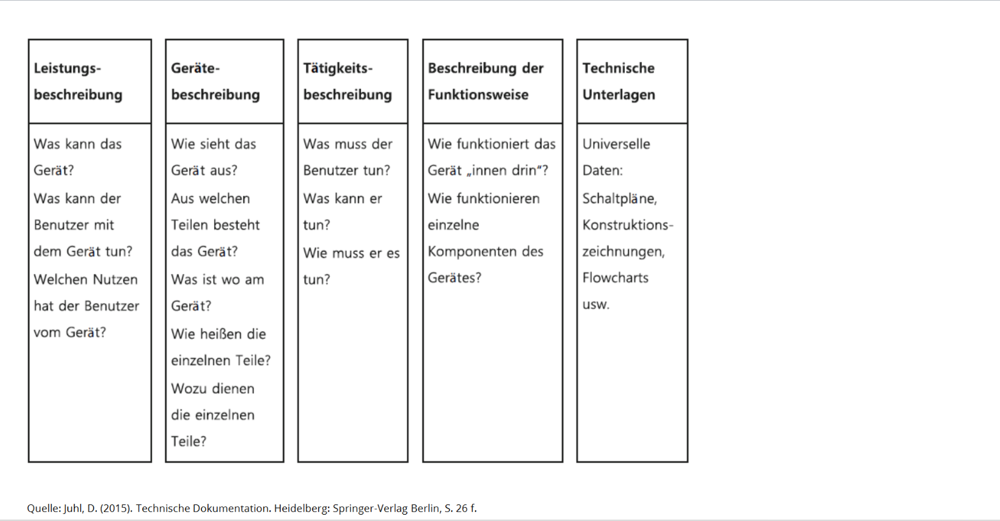 Leistungs-
beschreibung
Was kann das
Gerät?
Was kann der
Benutzer mit
dem Gerät tun?
Welchen Nutzen
hat der Benutzer
vom Gerät?
Geräte-
beschreibung
Wie sieht das
Gerät aus?
Aus welchen
Teilen besteht
das Gerät?
Was ist wo am
Gerät?
Wie heißen die
einzelnen Teile?
Wozu dienen
die einzelnen
Teile?
Tätigkeits-
beschreibung
Was muss der
Benutzer tun?
Was kann er
tun?
Wie muss er es
tun?
Beschreibung der
Funktionsweise
Wie funktioniert das
Gerät „innen drin“?
Wie funktionieren
einzelne
Komponenten des
Gerätes?
Technische
Unterlagen
Universelle
Daten:
Schaltpläne,
Konstruktions-
zeichnungen,
Flowcharts
usw.
Quelle: Juhl, D. (2015). Technische Dokumentation. Heidelberg: Springer-Verlag Berlin, S. 26 f.